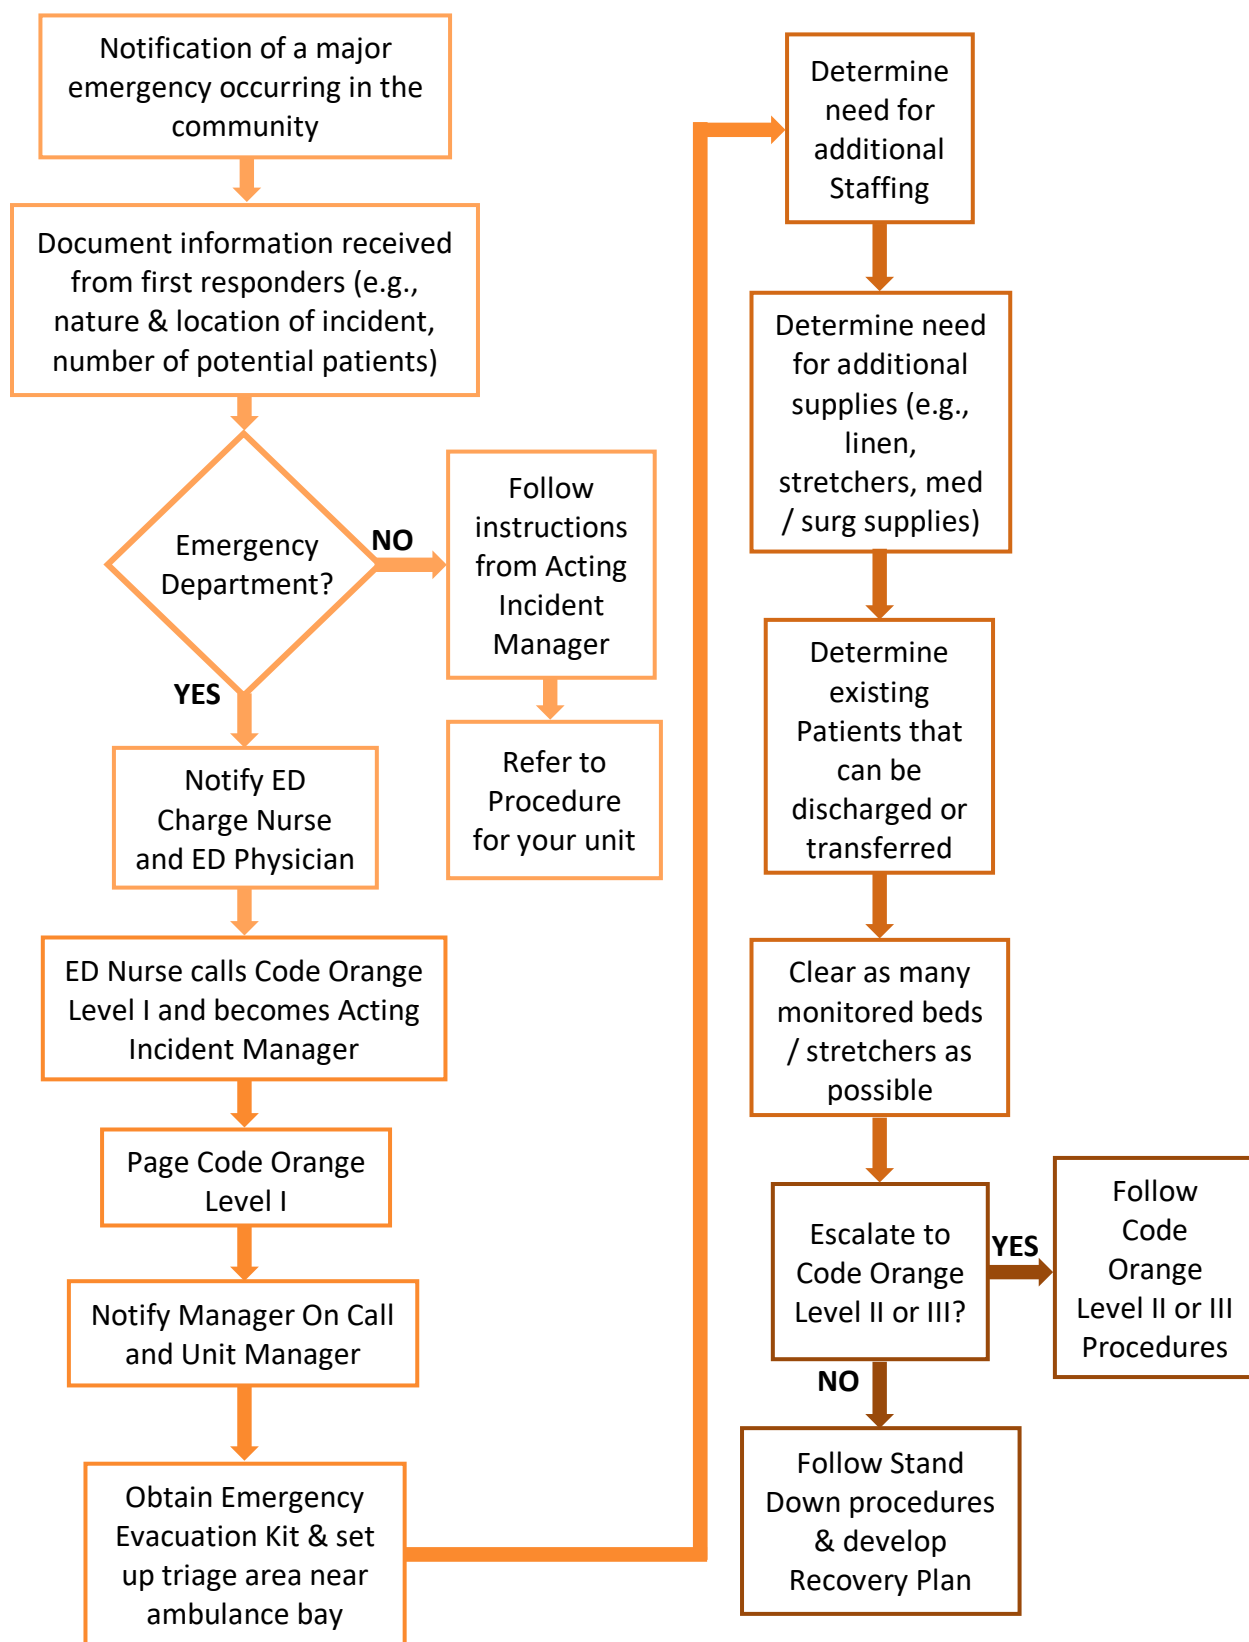 Notification of a major
emergency occurring in the
community
Document information received
from first responders (e.g.,
nature & location of incident,
number of potential patients)
Emergency
Department?
NO
YES
Follow
instructions
from Acting
Incident
Manager
Refer to
Procedure
for your unit
Notify ED
Charge Nurse
and ED Physician
ED Nurse calls Code Orange
Level I and becomes Acting
Incident Manager
Page Code Orange
Level I
Notify Manager On Call
and Unit Manager
Obtain Emergency
Evacuation Kit & set
up triage area near
ambulance bay
Determine
need for
additional
Staffing
Determine need
for additional
supplies (e.g.,
linen,
stretchers, med
/ surg supplies)
Determine
existing
Patients that
can be
discharged or
transferred
Clear as many
monitored beds
/ stretchers as
possible
Escalate to
Code Orange
Level II or III?
YES
Follow
Code
Orange
Level II or III
Procedures
NO
Follow Stand
Down procedures
& develop
Recovery Plan